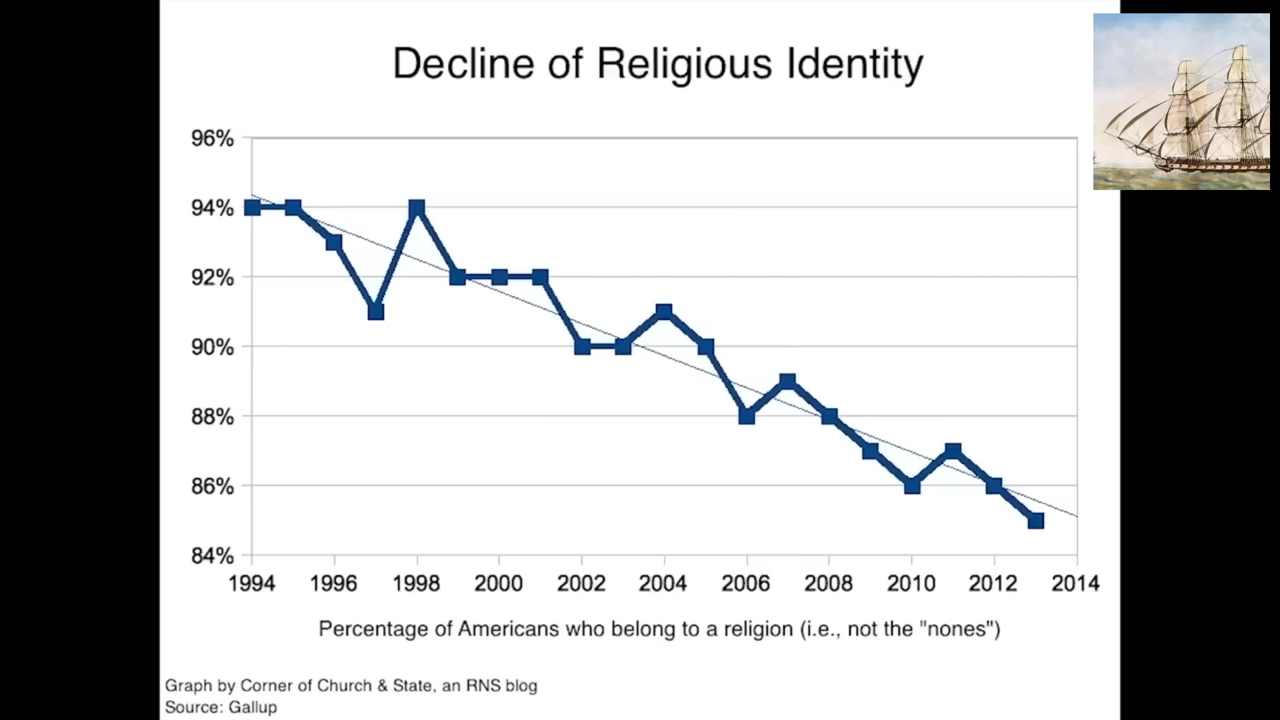 Decline of Religious Identity
96%
94%
92%
90%
88%
86%
84%
1994 1996 1998 2000 2002 2004 2006 2008 2010 2012 2014
Percentage of Americans who belong to a religion (i.e., not the "nones")
Graph by Corner of Church & State, an RNS blog
Source: Gallup